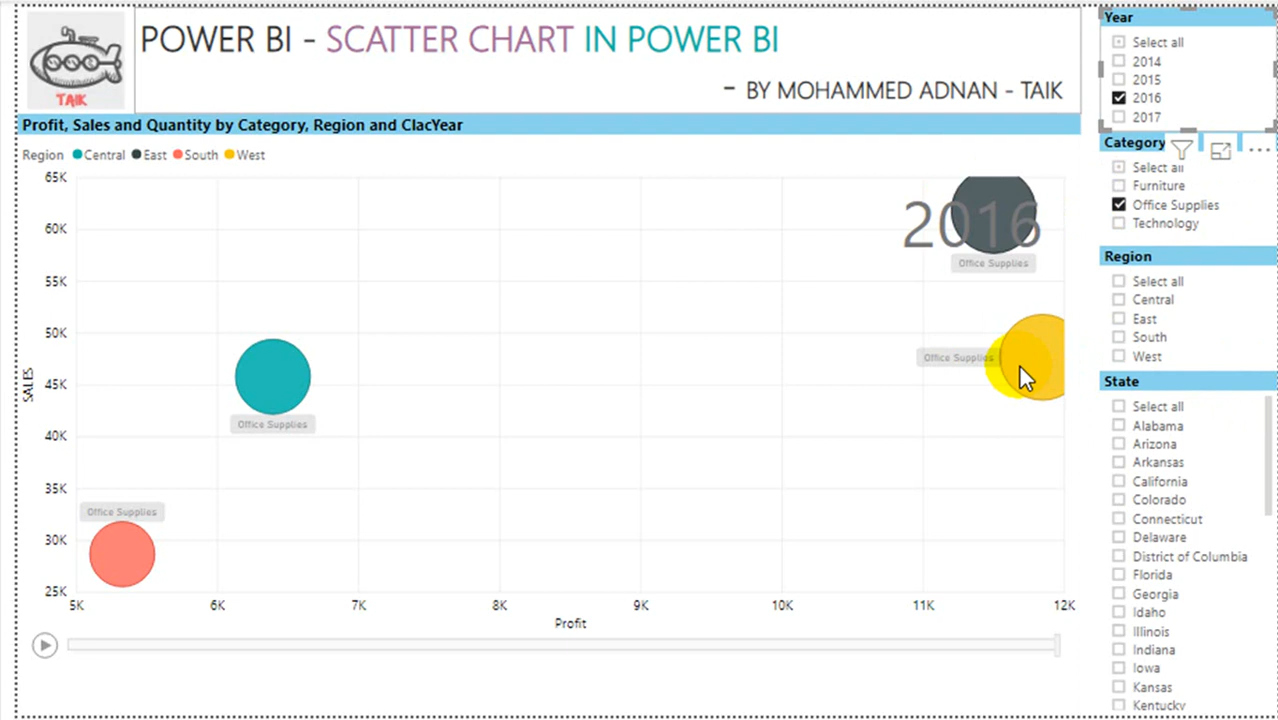 POWER BI - SCATTER CHART IN POWER BI
TAIK
- BY MOHAMMED ADNAN - TAIK
Profit, Sales and Quantity by Category, Region and ClacYear
Region Central East South West
65K
60K
55K
50K
45K
40K
35K
30K
25K
SALES
2016
Office Supplies
Office Supplies
Office Supplies
Office Supplies
5K 6K 7K 8K 9K 10K 11K 12K
Profit
Year
Select all
2014
2015
2016
2017
Category
Select all
Furniture
Office Supplies
Technology
Region
Select all
Central
East
South
West
State
Select all
Alabama
Arizona
Arkansas
California
Colorado
Connecticut
Delaware
District of Columbia
Florida
Georgia
Idaho
Illinois
Indiana
Iowa
Kansas
Kentucky